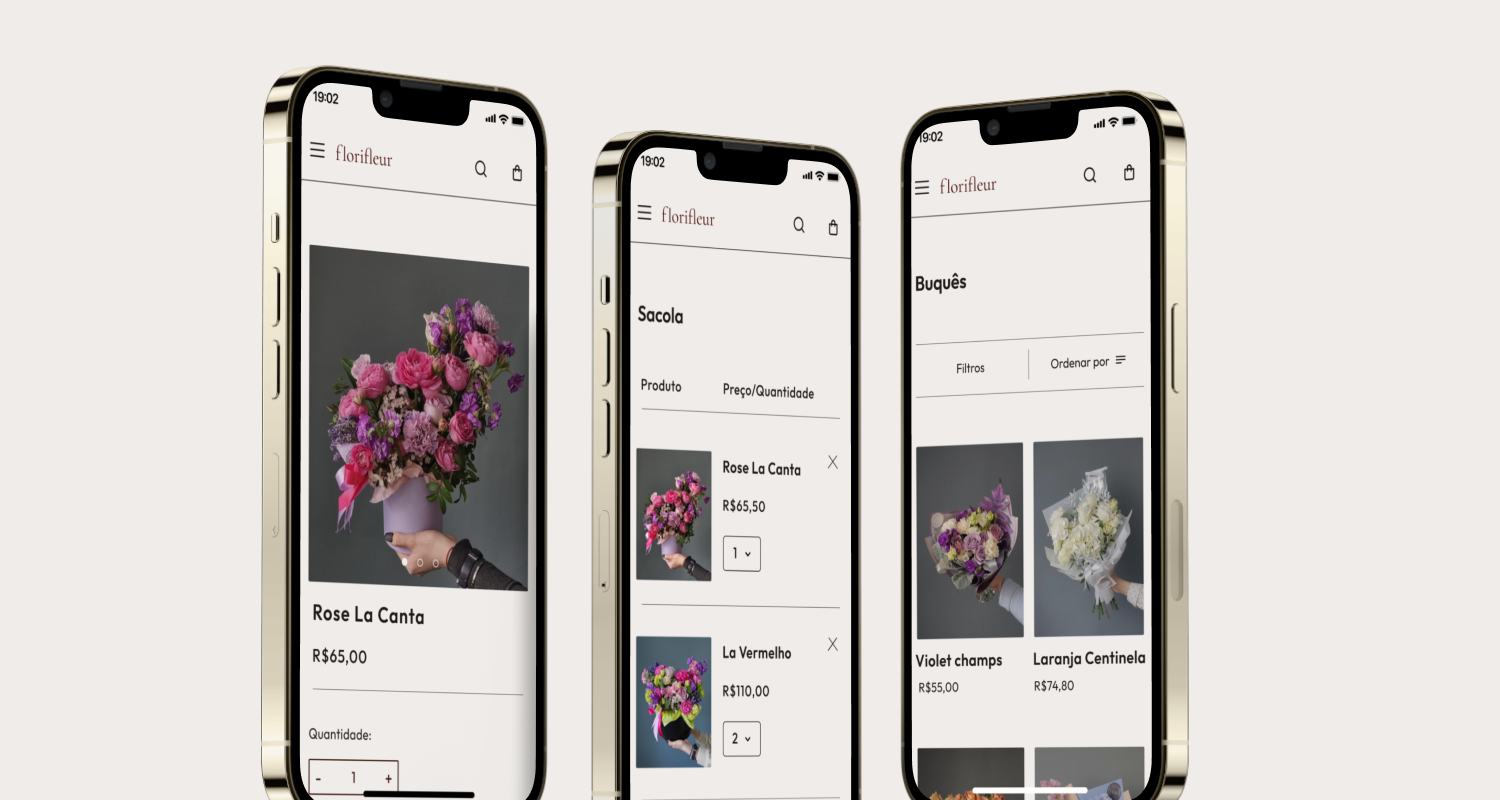 19:02
florifleur
Rose La Canta
R$65,00
Quantidade:
- 1 +
19:02
florifleur
Sacola
Produto Preço/Quantidade
Rose La Canta X
R$65,50
1
La Vermelho X
R$110,00
2
19:02
florifleur
Buquês
Filtros Ordenar por
Violet champs Laranja Centinela
R$55,00 R$74,80